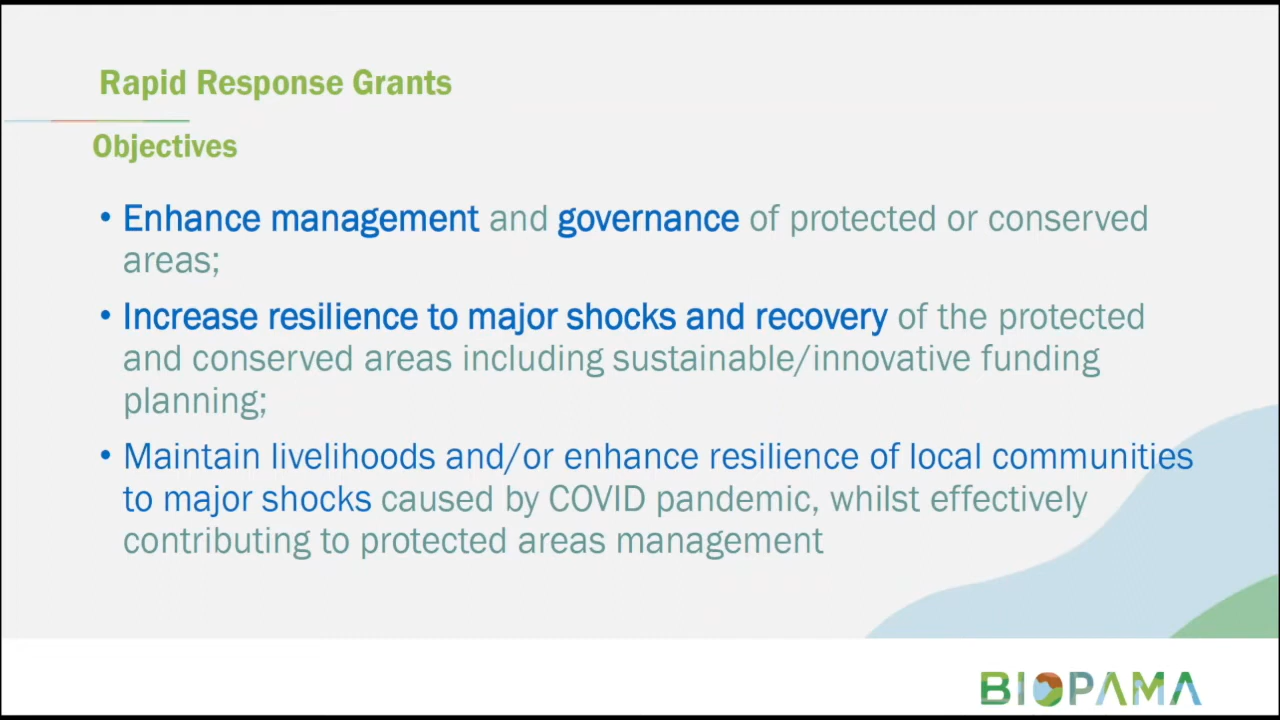 Rapid Response Grants
Objectives
• Enhance management and governance of protected or conserved
areas;
• Increase resilience to major shocks and recovery of the protected
and conserved areas including sustainable/innovative funding
planning;
• Maintain livelihoods and/or enhance resilience of local communities
to major shocks caused by COVID pandemic, whilst effectively
contributing to protected areas management
BIOPAMA